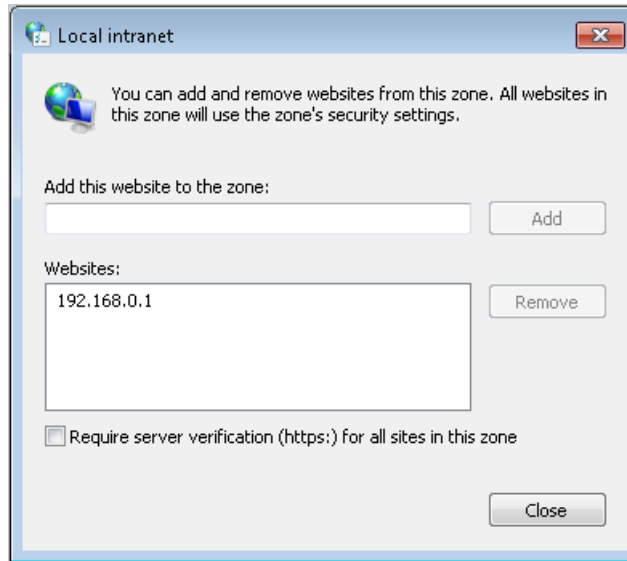 Local intranet
You can add and remove websites from this zone. All websites in
this zone will use the zone's security settings.
Add this website to the zone:
Add
Websites:
192.168.0.1
Remove
Require server verification (https:) for all sites in this zone
Close